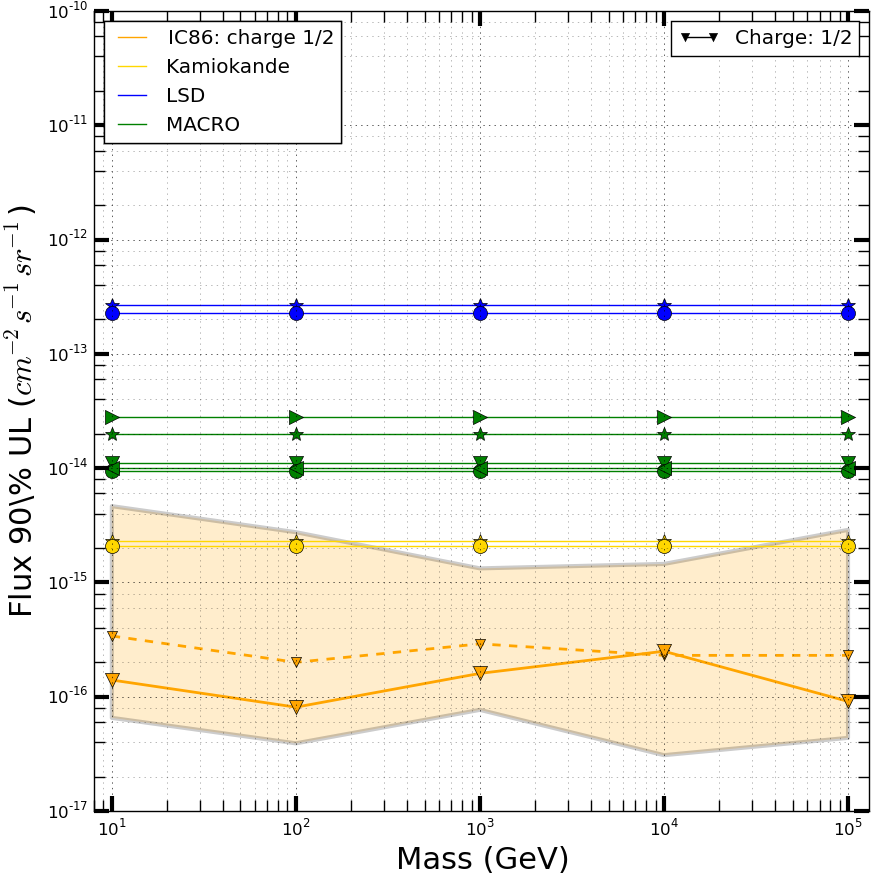 10^-10
10^-11
10^-12
10^-13
10^-14
10^-15
10^-16
10^-17
Flux 90\% UL (cm^-2 s^-1 sr^-1)
IC86: charge 1/2
Kamiokande
LSD
MACRO
Charge: 1/2
10^1 10^2 10^3 10^4 10^5
Mass (GeV)